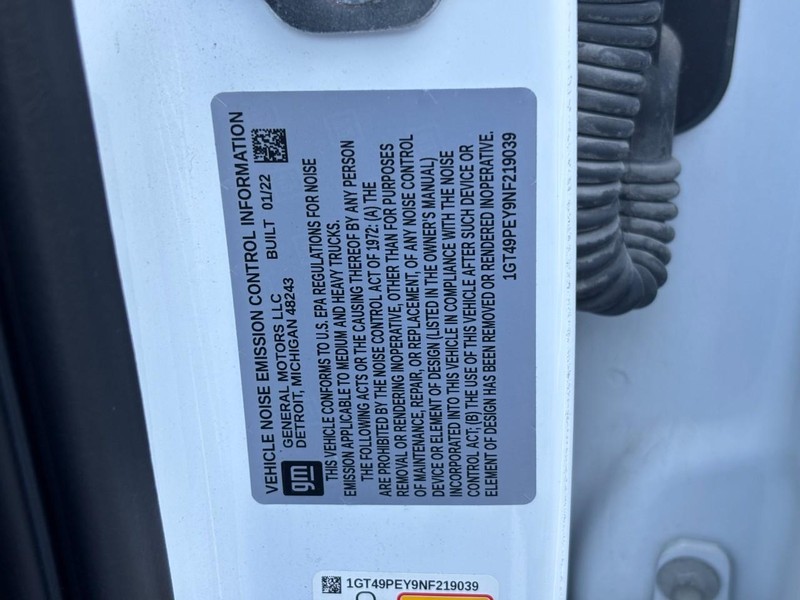 VEHICLE NOISE EMISSION CONTROL INFORMATION
gm
GENERAL MOTORS LLC
DETROIT, MICHIGAN 48243
BUILT 01/22
THIS VEHICLE CONFORMS TO U.S. EPA REGULATIONS FOR NOISE
EMISSION APPLICABLE TO MEDIUM AND HEAVY TRUCKS.
THE FOLLOWING ACTS OR THE CAUSING THEREOF BY ANY PERSON
ARE PROHIBITED BY THE NOISE CONTROL ACT OF 1972: (A) THE
REMOVAL OR RENDERING INOPERATIVE, OTHER THAN FOR PURPOSES
OF MAINTENANCE, REPAIR, OR REPLACEMENT, OF ANY NOISE CONTROL
DEVICE OR ELEMENT OF DESIGN (LISTED IN THE OWNER'S MANUAL)
INCORPORATED INTO THIS VEHICLE IN COMPLIANCE WITH THE NOISE
CONTROL ACT, (B) THE USE OF THIS VEHICLE AFTER SUCH DEVICE OR
ELEMENT OF DESIGN HAS BEEN REMOVED OR RENDERED INOPERATIVE.
1GT49PEY9NF219039
1GT49PEY9NF219039